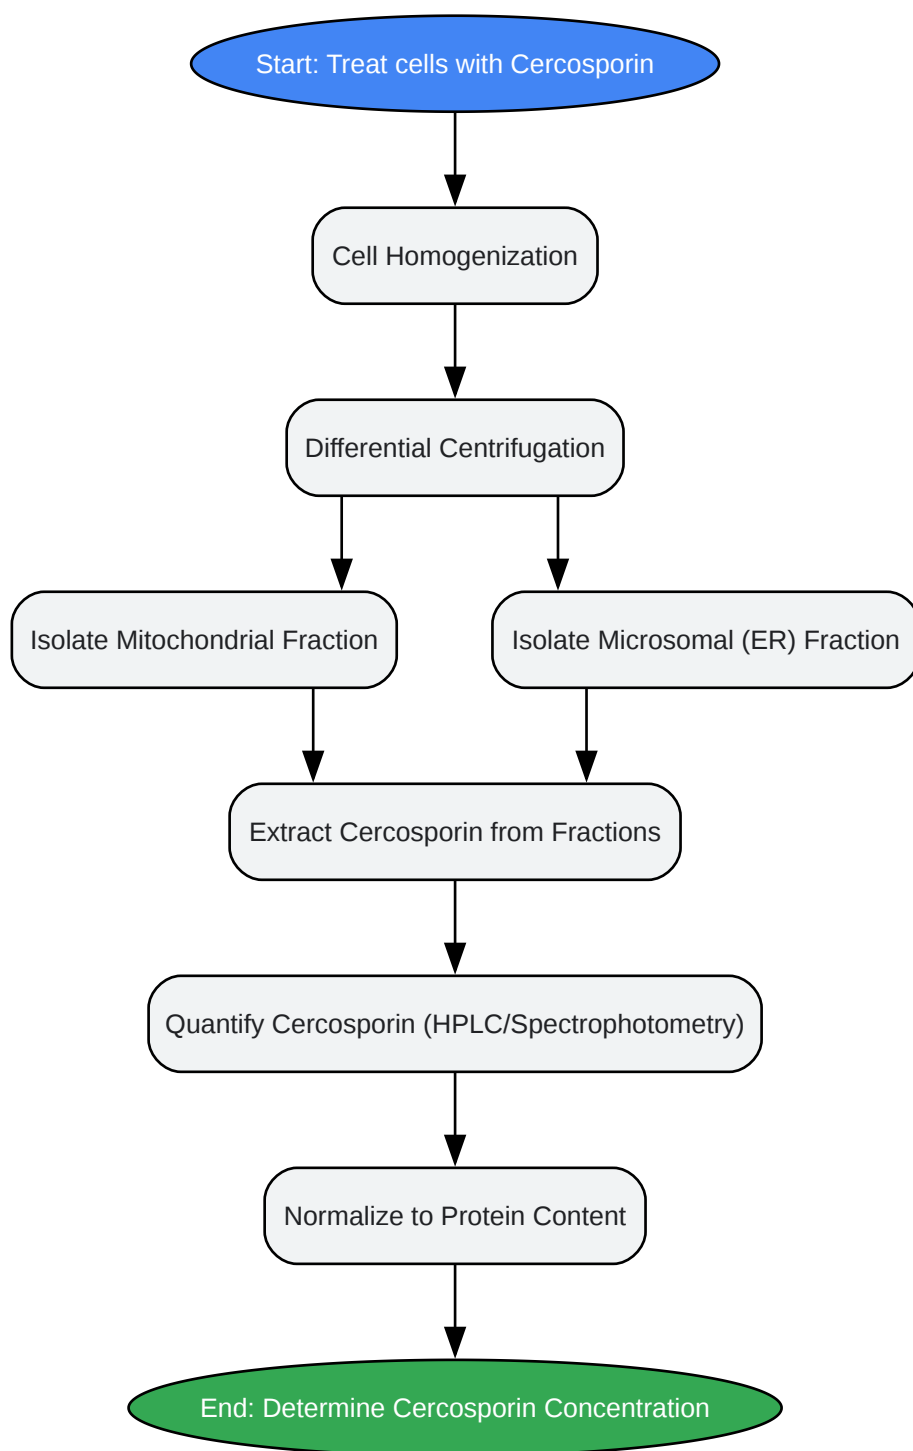 Start: Treat cells with Cercosporin
Cell Homogenization
Differential Centrifugation
Isolate Mitochondrial Fraction
Isolate Microsomal (ER) Fraction
Extract Cercosporin from Fractions
Quantify Cercosporin (HPLC/Spectrophotometry)
Normalize to Protein Content
End: Determine Cercosporin Concentration